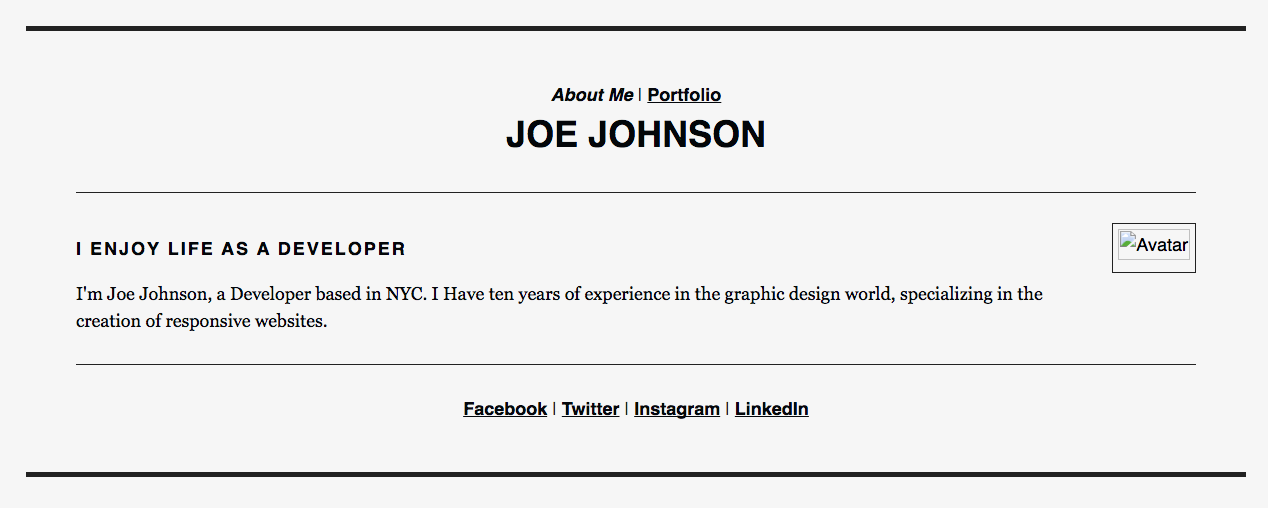 About Me | Portfolio
JOE JOHNSON
I ENJOY LIFE AS A DEVELOPER
Avatar
I'm Joe Johnson, a Developer based in NYC. I Have ten years of experience in the graphic design world, specializing in the
creation of responsive websites.
Facebook | Twitter | Instagram | LinkedIn